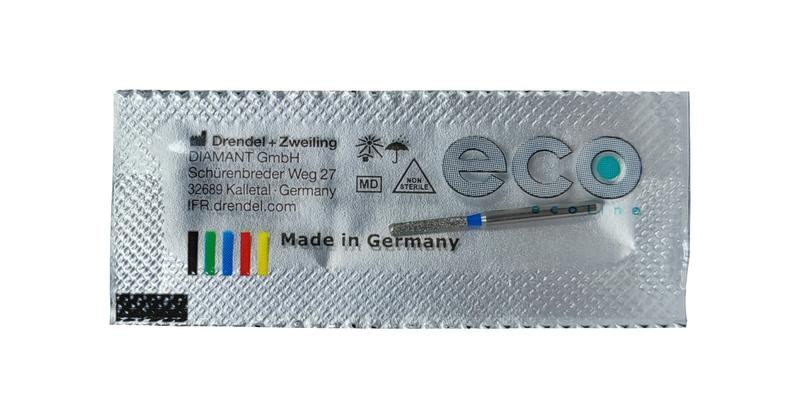 Drendel + Zweiling
DIAMANT GmbH
Schürenbreder Weg 27
32689 Kalletal · Germany
IFR.drendel.com
MD
NON
STERILE
eco
ecoline
Made in Germany